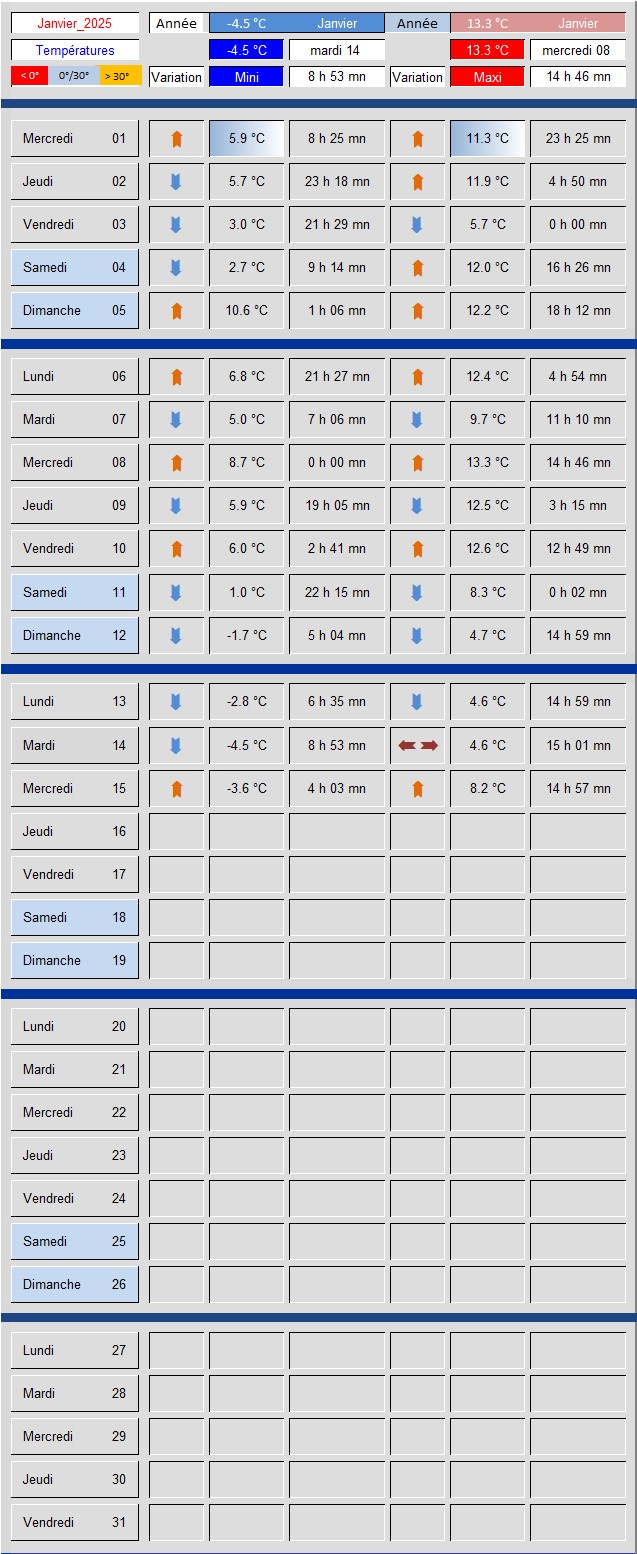 Janvier_2025 Année -4.5 °C Janvier Année 13.3 °C Janvier
Températures -4.5 °C mardi 14 13.3 °C mercredi 08
< 0° 0°/30° > 30° Variation Mini 8 h 53 mn Variation Maxi 14 h 46 mn
Mercredi 01 5.9 °C 8 h 25 mn 11.3 °C 23 h 25 mn
Jeudi 02 5.7 °C 23 h 18 mn 11.9 °C 4 h 50 mn
Vendredi 03 3.0 °C 21 h 29 mn 5.7 °C 0 h 00 mn
Samedi 04 2.7 °C 9 h 14 mn 12.0 °C 16 h 26 mn
Dimanche 05 10.6 °C 1 h 06 mn 12.2 °C 18 h 12 mn
Lundi 06 6.8 °C 21 h 27 mn 12.4 °C 4 h 54 mn
Mardi 07 5.0 °C 7 h 06 mn 9.7 °C 11 h 10 mn
Mercredi 08 8.7 °C 0 h 00 mn 13.3 °C 14 h 46 mn
Jeudi 09 5.9 °C 19 h 05 mn 12.5 °C 3 h 15 mn
Vendredi 10 6.0 °C 2 h 41 mn 12.6 °C 12 h 49 mn
Samedi 11 1.0 °C 22 h 15 mn 8.3 °C 0 h 02 mn
Dimanche 12 -1.7 °C 5 h 04 mn 4.7 °C 14 h 59 mn
Lundi 13 -2.8 °C 6 h 35 mn 4.6 °C 14 h 59 mn
Mardi 14 -4.5 °C 8 h 53 mn 4.6 °C 15 h 01 mn
Mercredi 15 -3.6 °C 4 h 03 mn 8.2 °C 14 h 57 mn
Jeudi 16
Vendredi 17
Samedi 18
Dimanche 19
Lundi 20
Mardi 21
Mercredi 22
Jeudi 23
Vendredi 24
Samedi 25
Dimanche 26
Lundi 27
Mardi 28
Mercredi 29
Jeudi 30
Vendredi 31